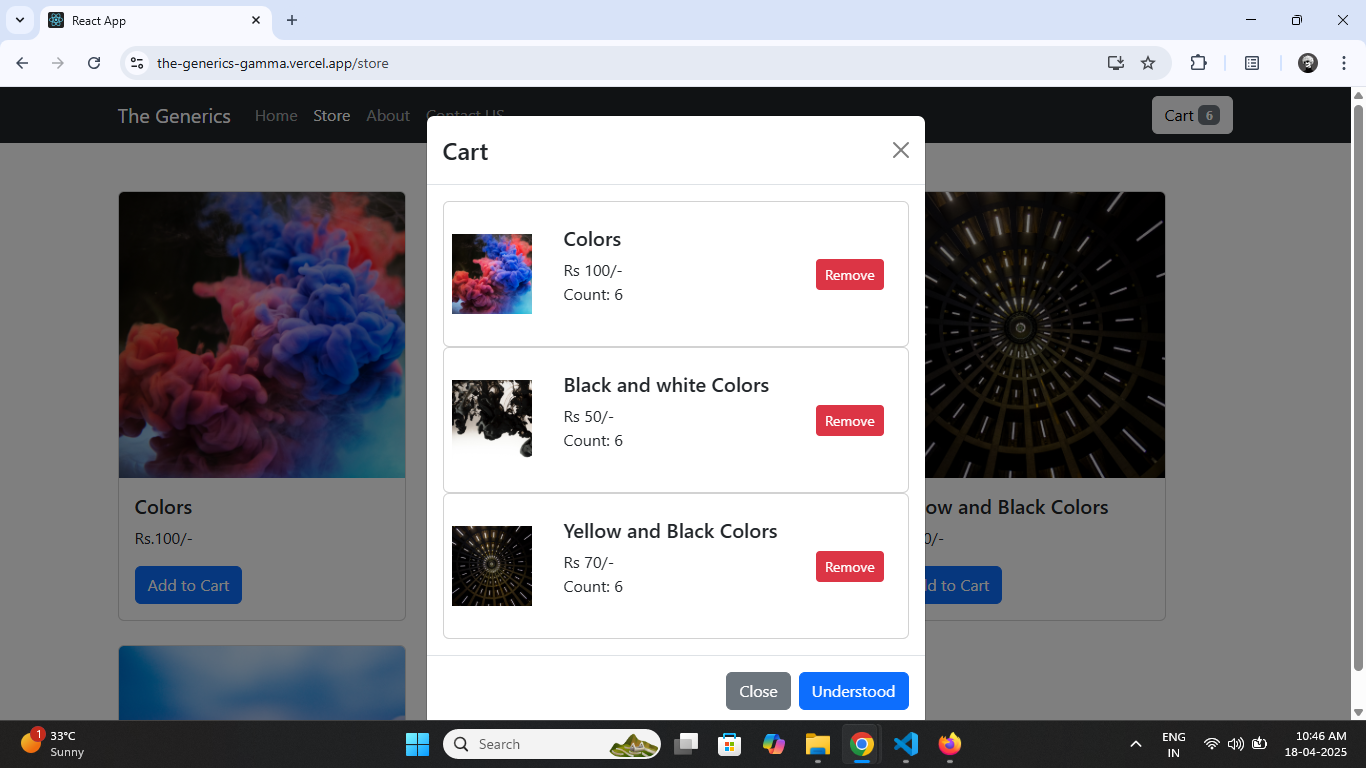 React App
the-generics-gamma.vercel.app/store
The Generics
Home
Store
About
Contact US
Cart 6
Cart
Colors
Rs 100/-
Count: 6
Remove
Black and white Colors
Rs 50/-
Count: 6
Remove
Yellow and Black Colors
Rs 70/-
Count: 6
Remove
Close
Understood
Colors
Rs.100/-
Add to Cart
ow and Black Colors
0/-
d to Cart
1
33°C
Sunny
Search
ENG
IN
10:46 AM
18-04-2025